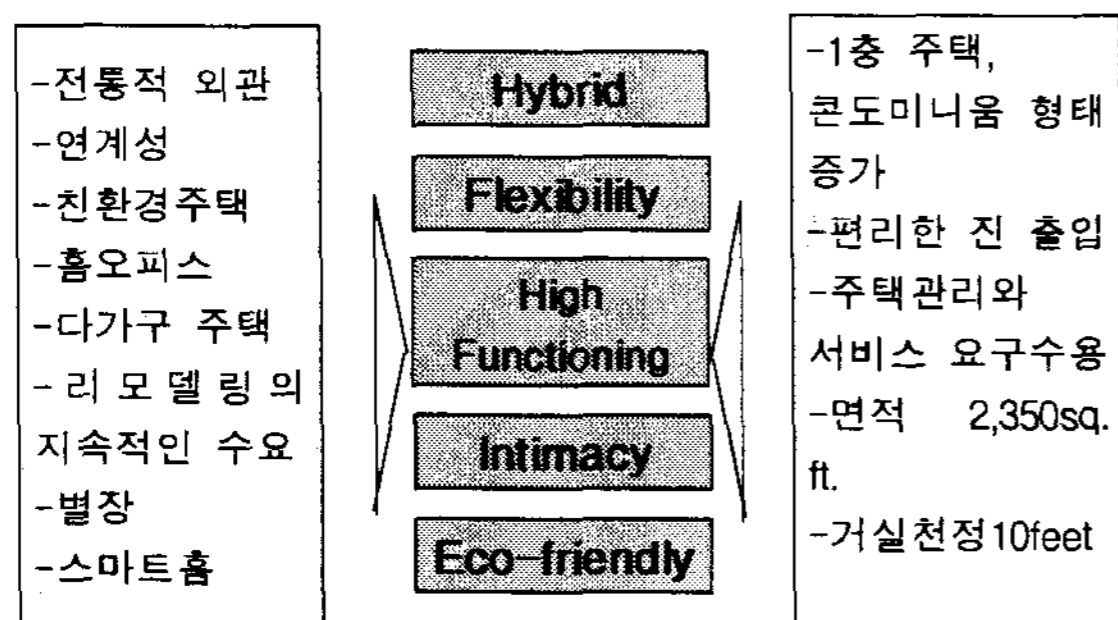 -전통적 외관
-연계성
-친환경주택
-홈오피스
-다가구 주택
-리모델링의
지속적인 수요
-별장
-스마트홈
Hybrid
Flexibility
High
Functioning
Intimacy
Eco-friendly
-1층 주택,
콘도미니움 형태
증가
-편리한 진 출입
-주택관리와
서비스 요구수용
-면적 2,350sq.
ft.
-거실천정10feet